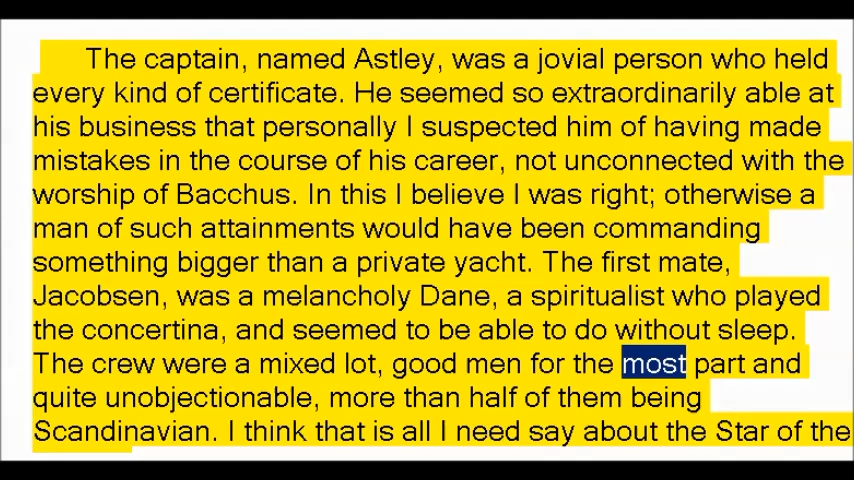 The captain, named Astley, was a jovial person who held
every kind of certificate. He seemed so extraordinarily able at
his business that personally I suspected him of having made
mistakes in the course of his career, not unconnected with the
worship of Bacchus. In this I believe I was right; otherwise a
man of such attainments would have been commanding
something bigger than a private yacht. The first mate,
Jacobsen, was a melancholy Dane, a spiritualist who played
the concertina, and seemed to be able to do without sleep.
The crew were a mixed lot, good men for the most part and
quite unobjectionable, more than half of them being
Scandinavian. I think that is all I need say about the Star of the